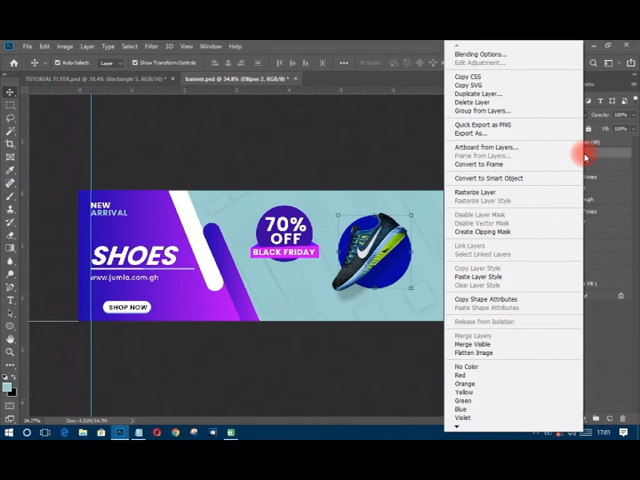 File Edit Image Layer Type Select Filter 3D View Window Help
Auto-Select: Layer Show Transform Controls
TUTORIAL FLYER.psd @ 39.4% (Rectangle 5, RGB/16) *
banner.psd @ 34.8% (Ellipse 2, RGB/8) *
NEW
ARRIVAL
SHOES
www.jumla.com.gh
SHOP NOW
70%
OFF
BLACK FRIDAY
Blending Options...
Edit Adjustment...
Copy CSS
Copy SVG
Duplicate Layer...
Delete Layer
Group from Layers...
Quick Export as PNG
Export As...
Artboard from Layers...
Frame from Layers...
Convert to Frame
Convert to Smart Object
Rasterize Layer
Rasterize Layer Style
Disable Layer Mask
Disable Vector Mask
Create Clipping Mask
Link Layers
Select Linked Layers
Copy Layer Style
Paste Layer Style
Clear Layer Style
Copy Shape Attributes
Paste Shape Attributes
Release from Isolation
Merge Layers
Merge Visible
Flatten Image
No Color
Red
Orange
Yellow
Green
Blue
Violet
100%
Fill: 100%
copy
copy
17:01